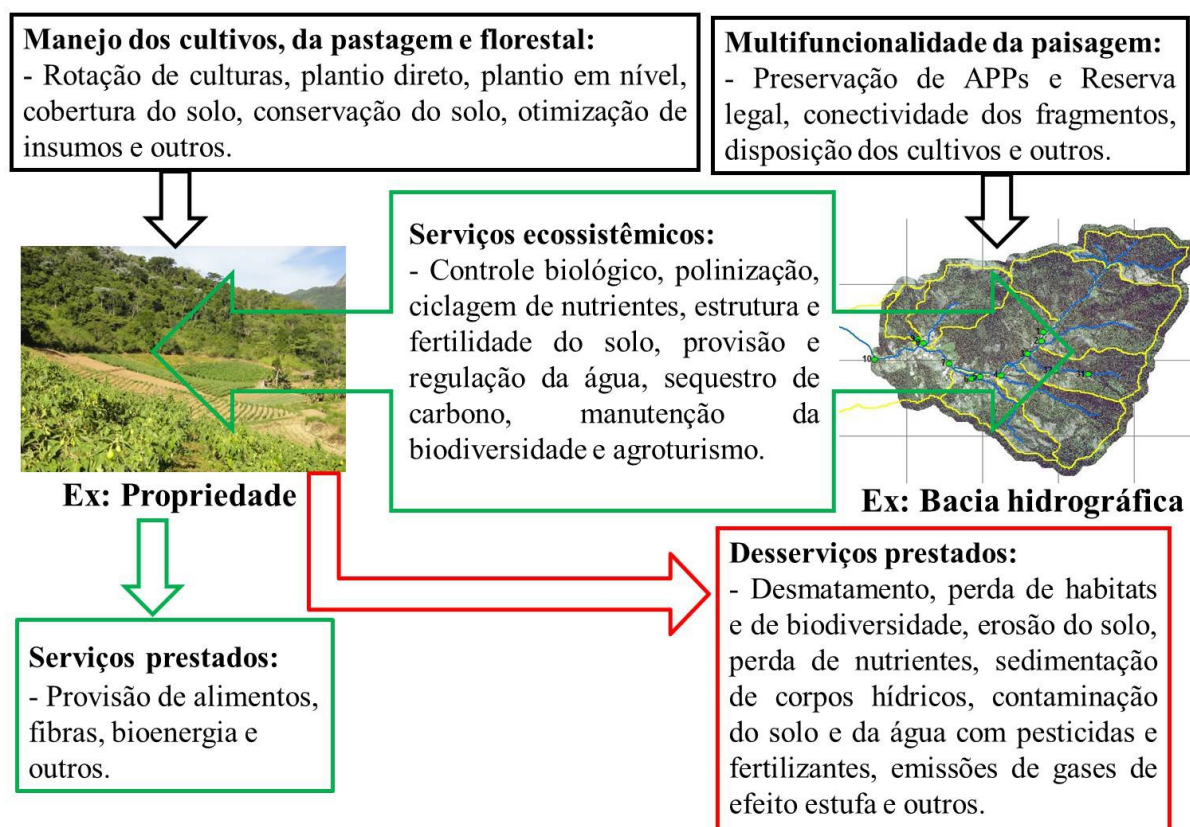 Manejo dos cultivos, da pastagem e florestal:
- Rotação de culturas, plantio direto, plantio em nível,
cobertura do solo, conservação do solo, otimização de
insumos e outros.
Multifuncionalidade da paisagem:
- Preservação de APPs e Reserva
legal, conectividade dos fragmentos,
disposição dos cultivos e outros.
Serviços ecossistêmicos:
- Controle biológico, polinização,
ciclagem de nutrientes, estrutura e
fertilidade do solo, provisão e
regulação da água, sequestro de
carbono, manutenção da
biodiversidade e agroturismo.
10
Ex: Propriedade
Ex: Bacia hidrográfica
Serviços prestados:
- Provisão de alimentos,
fibras, bioenergia e
outros.
Desserviços prestados:
- Desmatamento, perda de habitats
e de biodiversidade, erosão do solo,
perda de nutrientes, sedimentação
de corpos hídricos, contaminação
do solo e da água com pesticidas e
fertilizantes, emissões de gases de
efeito estufa e outros.